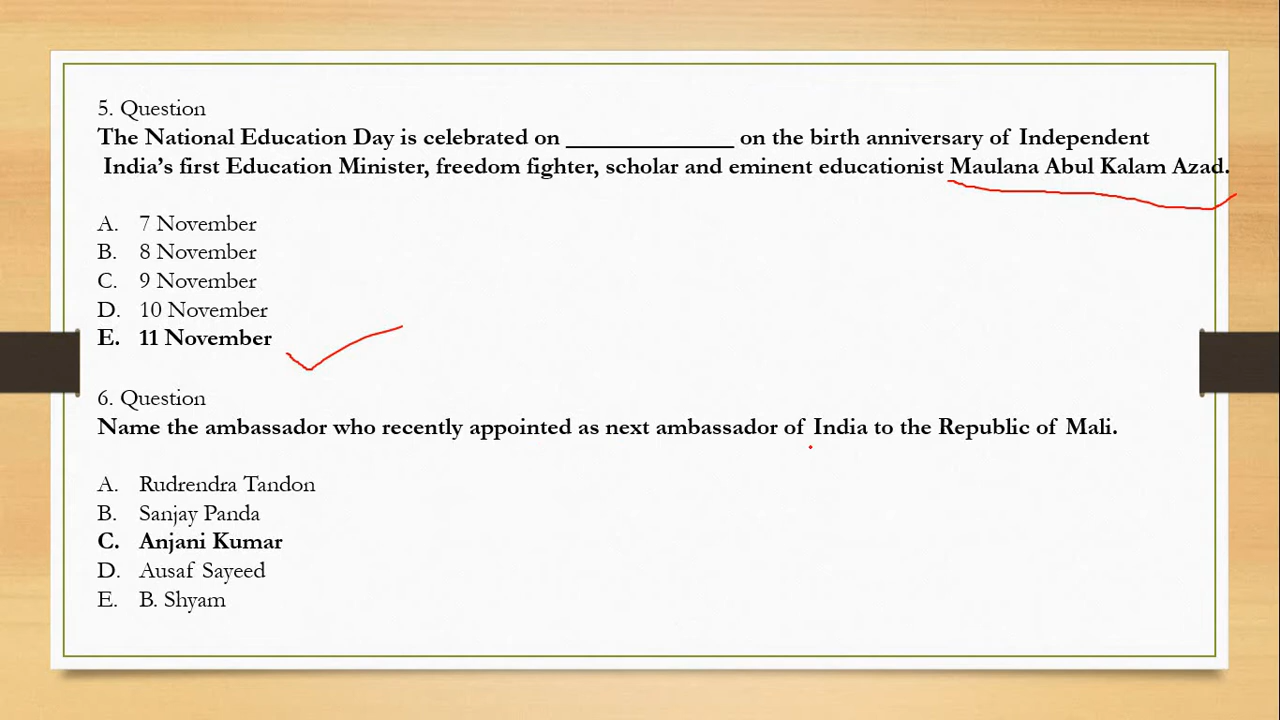 5. Question
The National Education Day is celebrated on ______________ on the birth anniversary of Independent
India’s first Education Minister, freedom fighter, scholar and eminent educationist Maulana Abul Kalam Azad.
A. 7 November
B. 8 November
C. 9 November
D. 10 November
E. 11 November
6. Question
Name the ambassador who recently appointed as next ambassador of India to the Republic of Mali.
A. Rudrendra Tandon
B. Sanjay Panda
C. Anjani Kumar
D. Ausaf Sayeed
E. B. Shyam